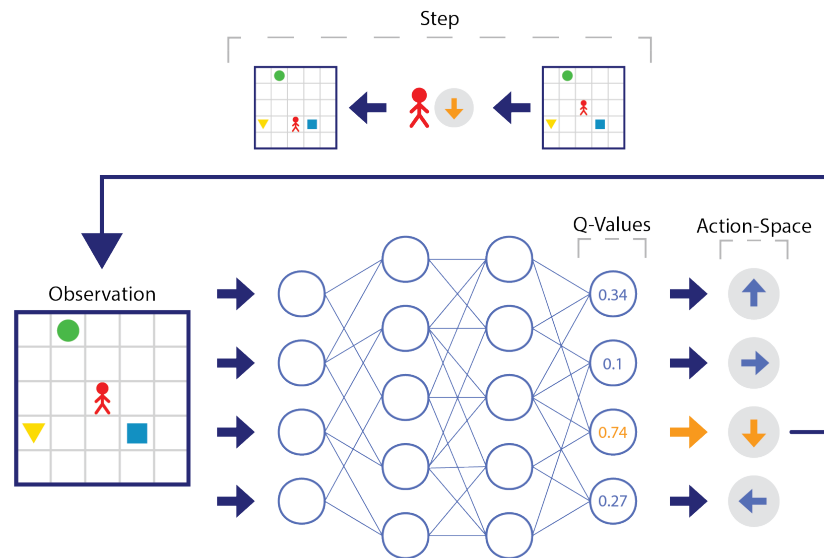 Step
Q-Values
Action-Space
Observation
0.34
0.1
0.74
0.27